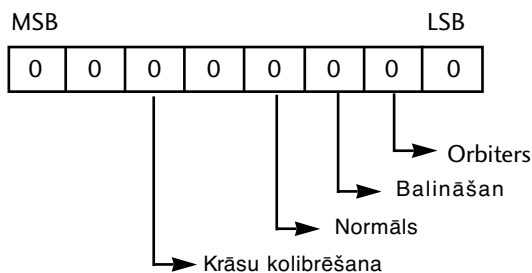 MSB LSB
0 0 0 0 0 0 0 0
Orbiters
Balināšan
Normāls
Krāsu kolibrēšana